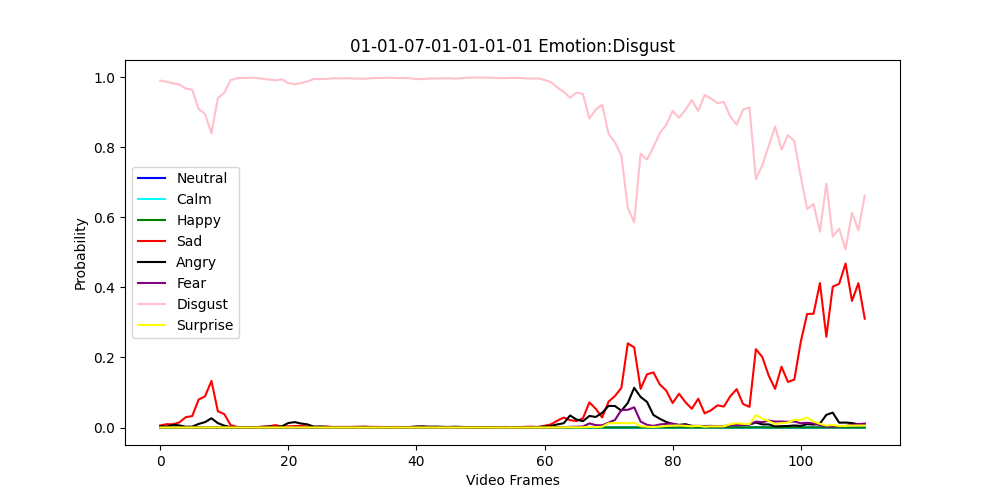 01-01-07-01-01-01-01 Emotion:Disgust
1.0
0.8
0.6
0.4
0.2
0.0
Probability
Neutral
Calm
Happy
Sad
Angry
Fear
Disgust
Surprise
0 20 40 60 80 100
Video Frames